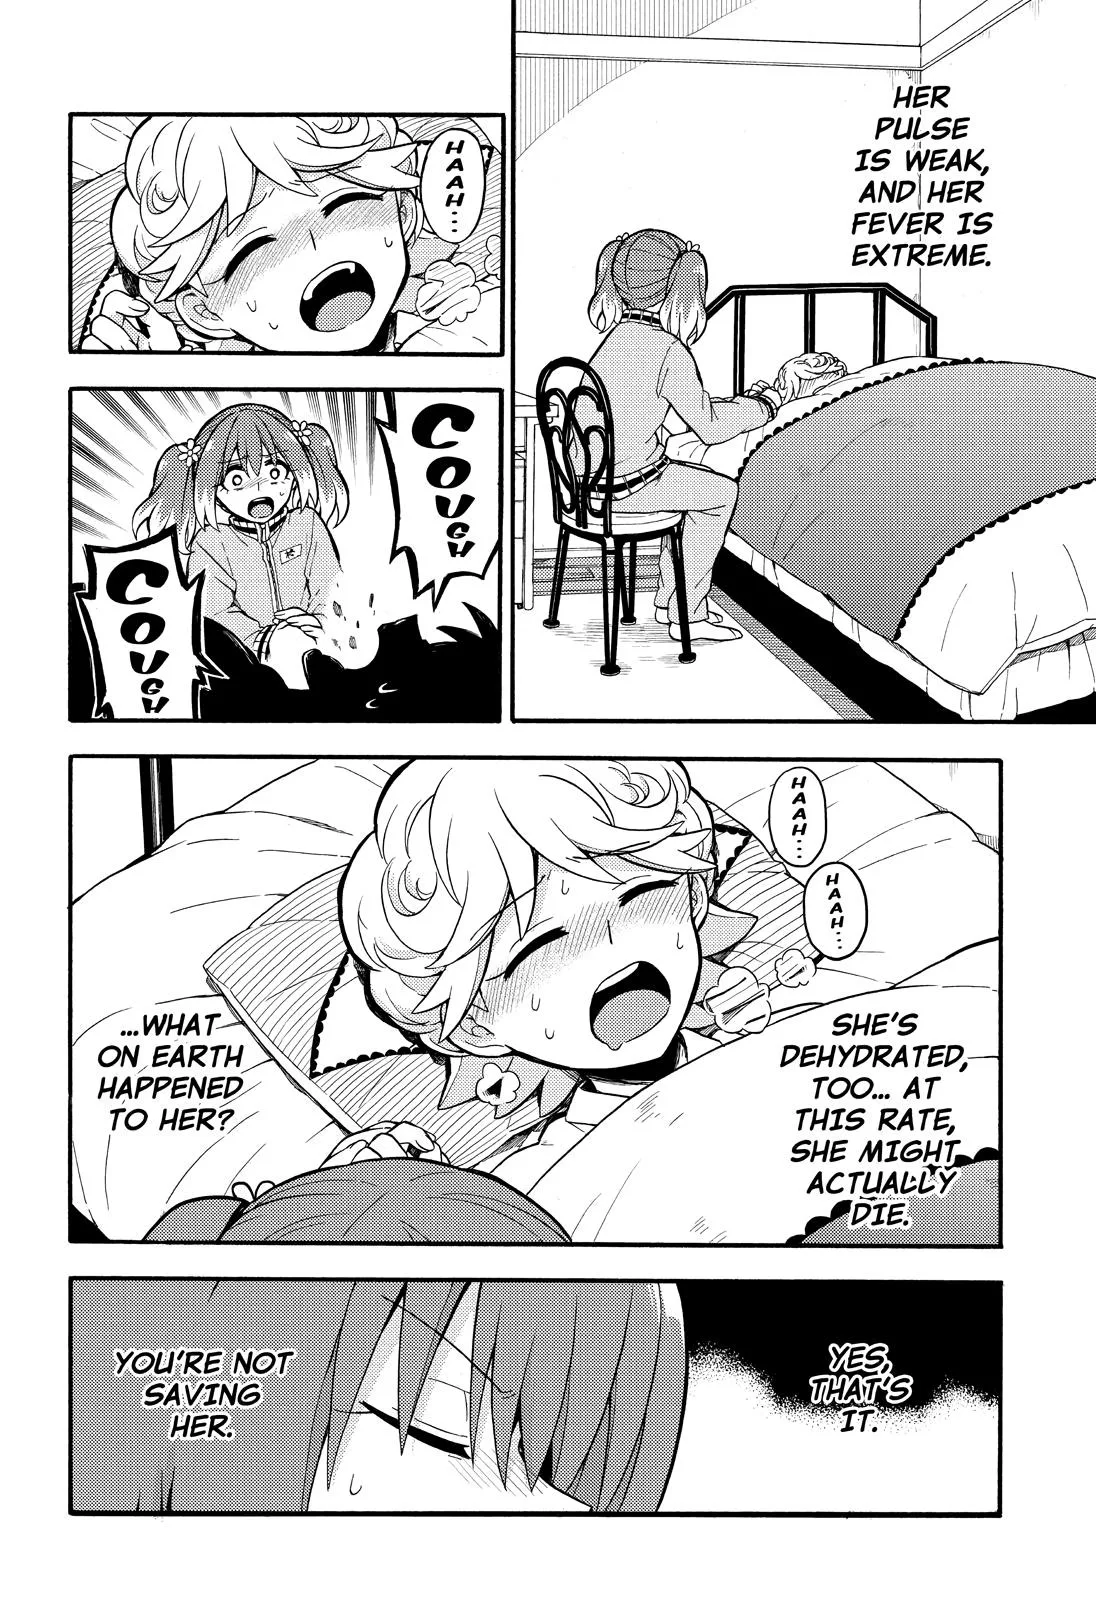 HER
PULSE
IS WEAK,
AND HER
FEVER IS
EXTREME.
HAAH...
COUGH
COUGH
HAAH...
HAAH...
SHE'S
DEHYDRATED,
TOO... AT
THIS RATE,
SHE MIGHT
ACTUALLY
DIE.
...WHAT
ON EARTH
HAPPENED
TO HER?
YES,
THAT'S
IT.
YOU'RE NOT
SAVING
HER.